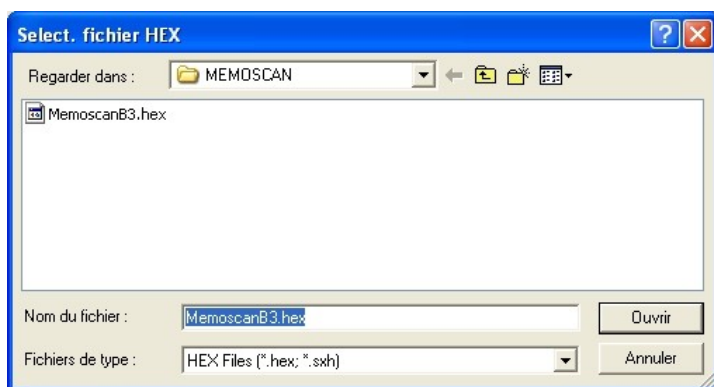 Select. fichier HEX
Regarder dans : MEMOSCAN
MemoscanB3.hex
Nom du fichier : MemoscanB3.hex Ouvrir
Fichiers de type : HEX Files (*.hex; *.sxh) Annuler